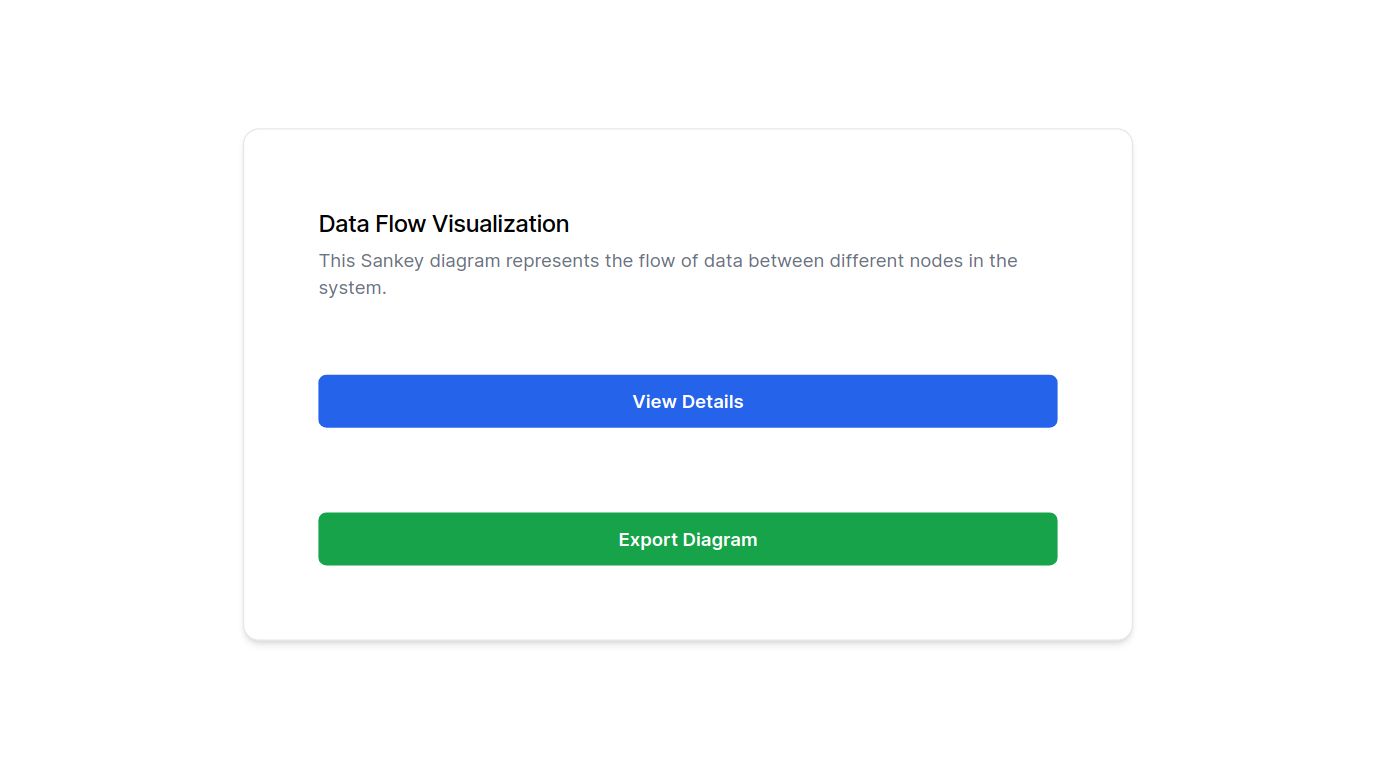 Data Flow Visualization
This Sankey diagram represents the flow of data between different nodes in the
system.
View Details
Export Diagram